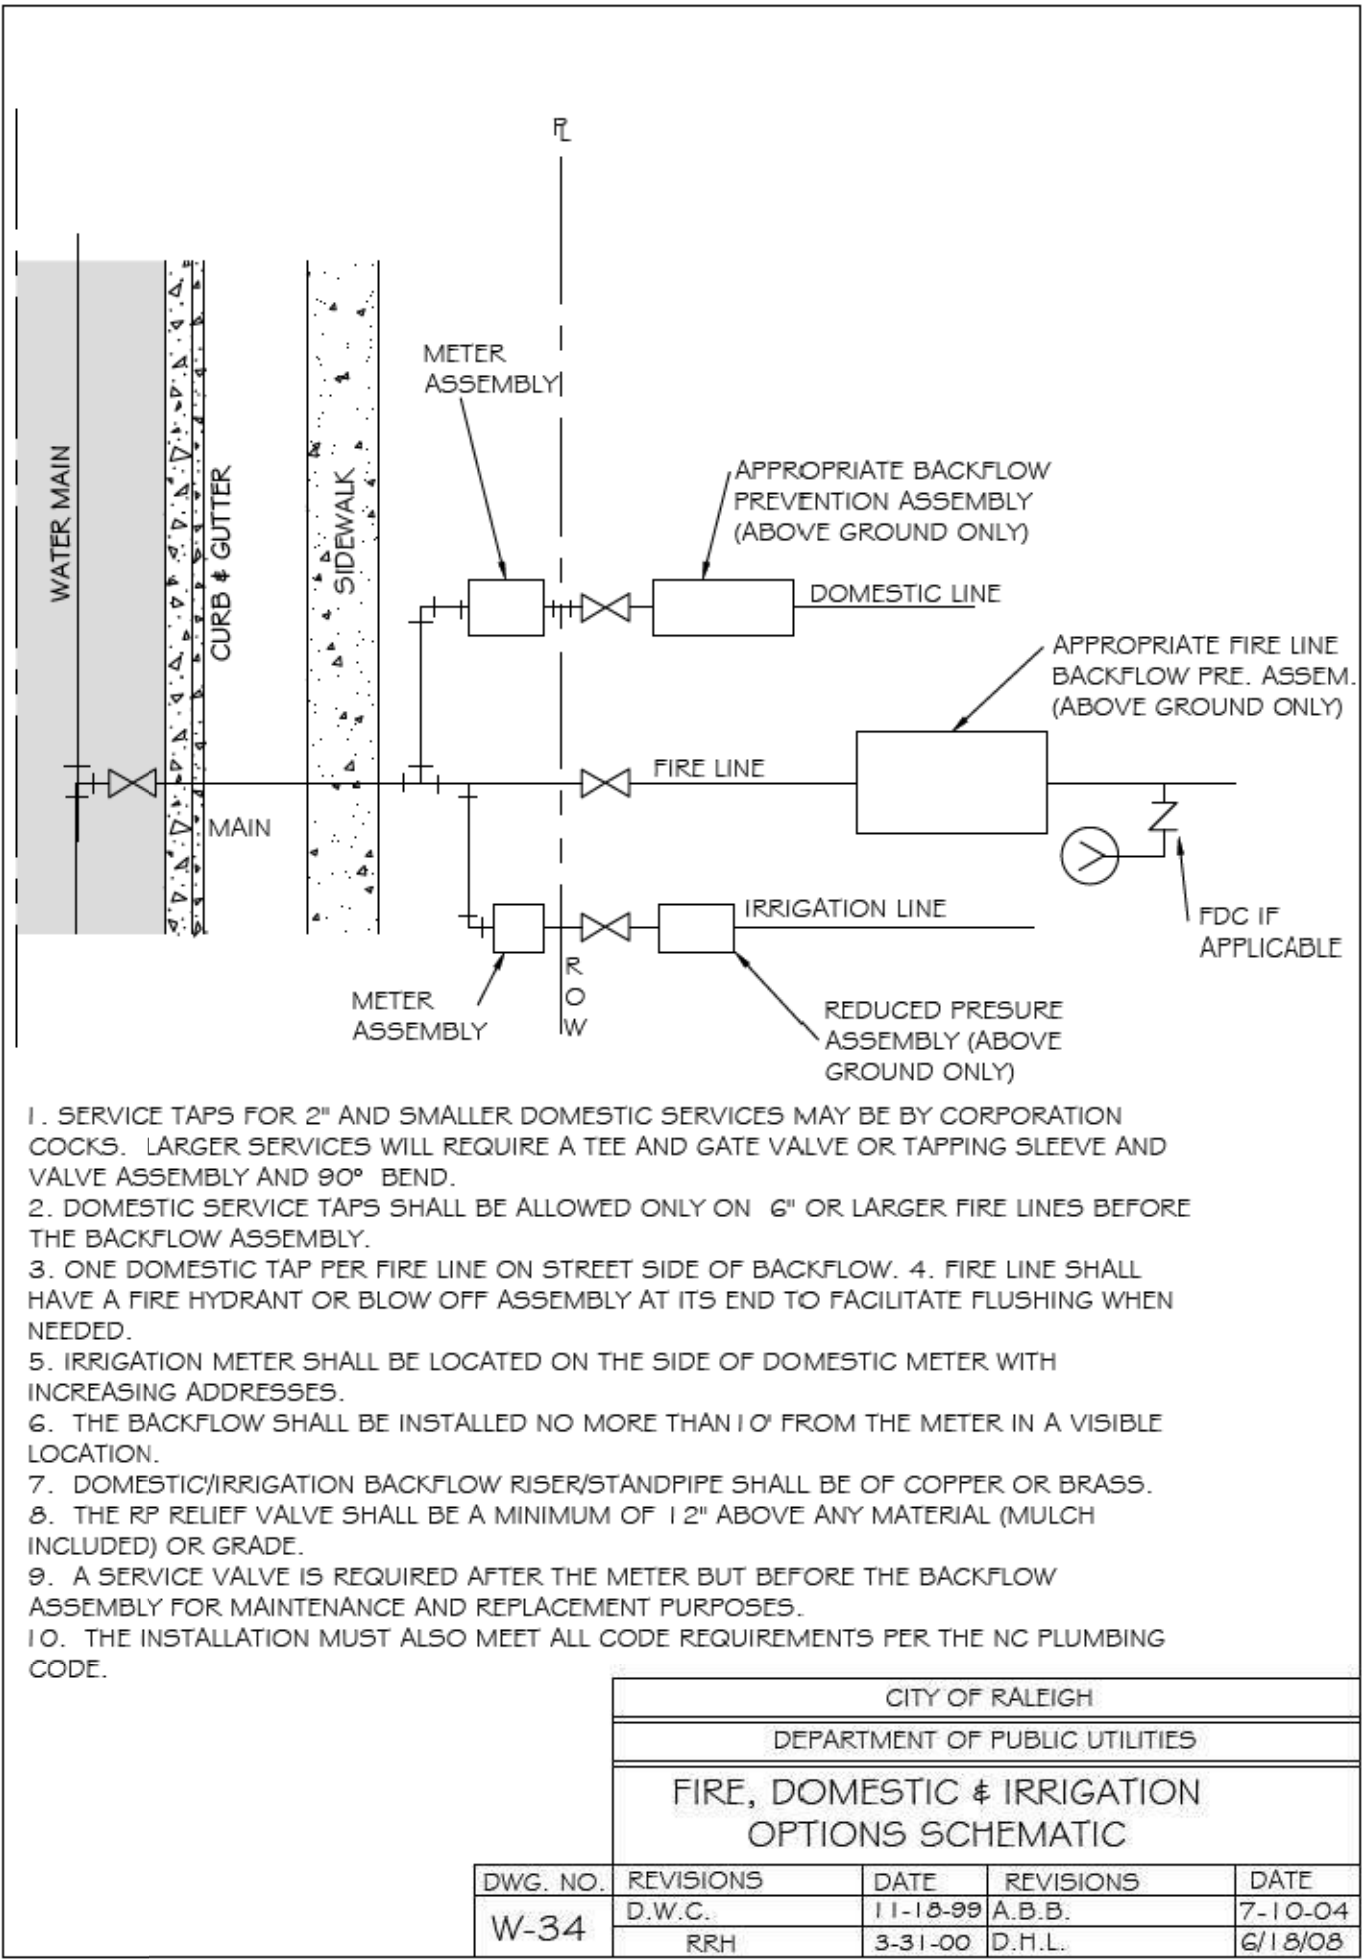 PL
METER
ASSEMBLY
WATER MAIN
CURB & GUTTER
SIDEWALK
APPROPRIATE BACKFLOW
PREVENTION ASSEMBLY
(ABOVE GROUND ONLY)
DOMESTIC LINE
APPROPRIATE FIRE LINE
BACKFLOW PRE. ASSEM.
(ABOVE GROUND ONLY)
FIRE LINE
MAIN
IRRIGATION LINE
FDC IF
APPLICABLE
R
O
W
METER
ASSEMBLY
REDUCED PRESURE
ASSEMBLY (ABOVE
GROUND ONLY)
1. SERVICE TAPS FOR 2" AND SMALLER DOMESTIC SERVICES MAY BE BY CORPORATION
COCKS. LARGER SERVICES WILL REQUIRE A TEE AND GATE VALVE OR TAPPING SLEEVE AND
VALVE ASSEMBLY AND 90° BEND.
2. DOMESTIC SERVICE TAPS SHALL BE ALLOWED ONLY ON 6" OR LARGER FIRE LINES BEFORE
THE BACKFLOW ASSEMBLY.
3. ONE DOMESTIC TAP PER FIRE LINE ON STREET SIDE OF BACKFLOW. 4. FIRE LINE SHALL
HAVE A FIRE HYDRANT OR BLOW OFF ASSEMBLY AT ITS END TO FACILITATE FLUSHING WHEN
NEEDED.
5. IRRIGATION METER SHALL BE LOCATED ON THE SIDE OF DOMESTIC METER WITH
INCREASING ADDRESSES.
6. THE BACKFLOW SHALL BE INSTALLED NO MORE THAN 10' FROM THE METER IN A VISIBLE
LOCATION.
7. DOMESTIC'/IRRIGATION BACKFLOW RISER/STANDPIPE SHALL BE OF COPPER OR BRASS.
8. THE RP RELIEF VALVE SHALL BE A MINIMUM OF 12" ABOVE ANY MATERIAL (MULCH
INCLUDED) OR GRADE.
9. A SERVICE VALVE IS REQUIRED AFTER THE METER BUT BEFORE THE BACKFLOW
ASSEMBLY FOR MAINTENANCE AND REPLACEMENT PURPOSES.
10. THE INSTALLATION MUST ALSO MEET ALL CODE REQUIREMENTS PER THE NC PLUMBING
CODE.
CITY OF RALEIGH
DEPARTMENT OF PUBLIC UTILITIES
FIRE, DOMESTIC & IRRIGATION
OPTIONS SCHEMATIC
DWG. NO. REVISIONS DATE REVISIONS DATE
W-34
D.W.C. 11-18-99 A.B.B. 7-10-04
RRH 3-31-00 D.H.L. 6/18/08